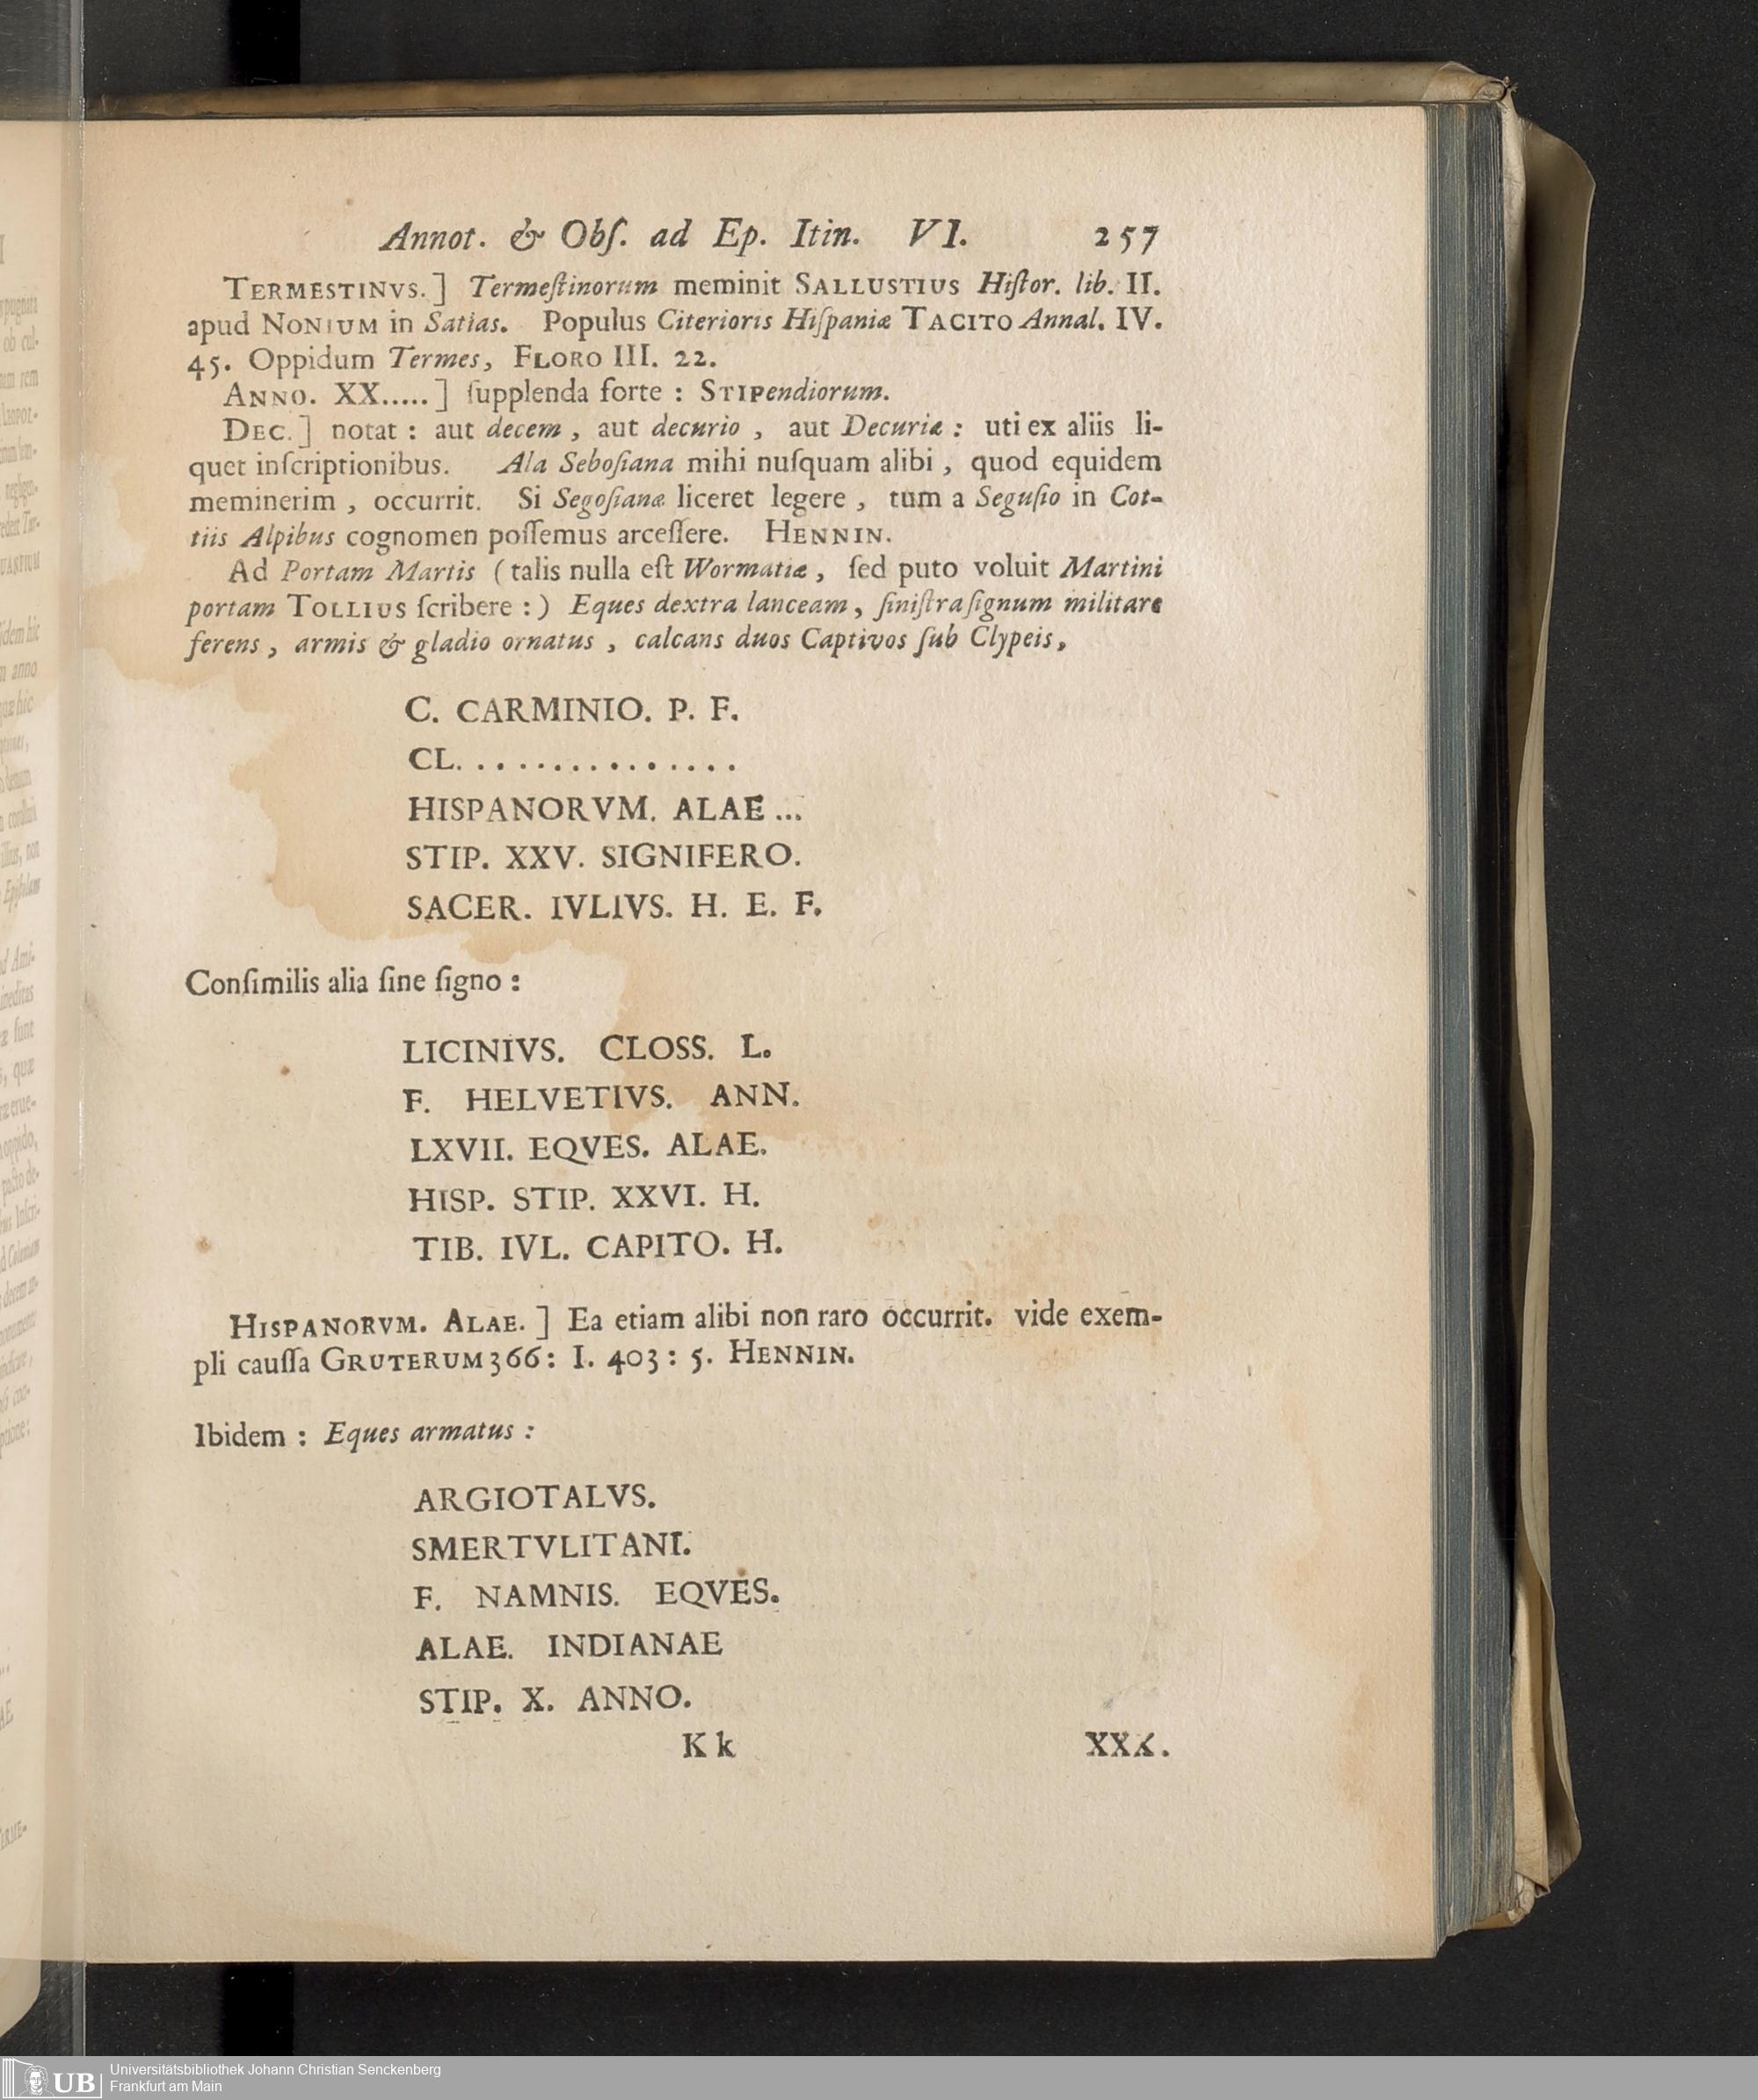 Annot. & Obſ. ad Ep. Itin. VI. 257
TERMESTINVS.] Termeſtinorum meminit SALLUSTIUS Hiſtor. lib. II.
apud NONIUM in Satias. Populus Citerioris Hiſpaniæ TACITO Annal. IV.
45. Oppidum Termes, FLORO III. 22.
ANNO. XX.....] ſupplenda forte : STIPendiorum.
DEC.] notat : aut decem, aut decurio, aut Decuriæ : uti ex aliis li-
quet inſcriptionibus. Ala Seboſiana mihi nuſquam alibi, quod equidem
meminerim, occurrit. Si Segoſianæ liceret legere, tum a Seguſio in Cot-
tiis Alpibus cognomen poſſemus arceſſere. HENNIN.
Ad Portam Martis (talis nulla eſt Wormatiæ, ſed puto voluit Martini
portam TOLLIUS ſcribere :) Eques dextra lanceam, ſiniſtra ſignum militare
ferens, armis & gladio ornatus, calcans duos Captivos ſub Clypeis,
C. CARMINIO. P. F.
CL...............
HISPANORVM. ALAE...
STIP. XXV. SIGNIFERO.
SACER. IVLIVS. H. E. F.
Conſimilis alia ſine ſigno :
LICINIVS. CLOSS. L.
F. HELVETIVS. ANN.
LXVII. EQVES. ALAE.
HISP. STIP. XXVI. H.
TIB. IVL. CAPITO. H.
HISPANORVM. ALAE.] Ea etiam alibi non raro occurrit. vide exem-
pli cauſſa GRUTERUM 366: I. 403: 5. HENNIN.
Ibidem : Eques armatus :
ARGIOTALVS.
SMERTVLITANI.
F. NAMNIS. EQVES.
ALAE. INDIANAE
STIP. X. ANNO.
Kk XXX.
UB
Universitätsbibliothek Johann Christian Senckenberg
Frankfurt am Main